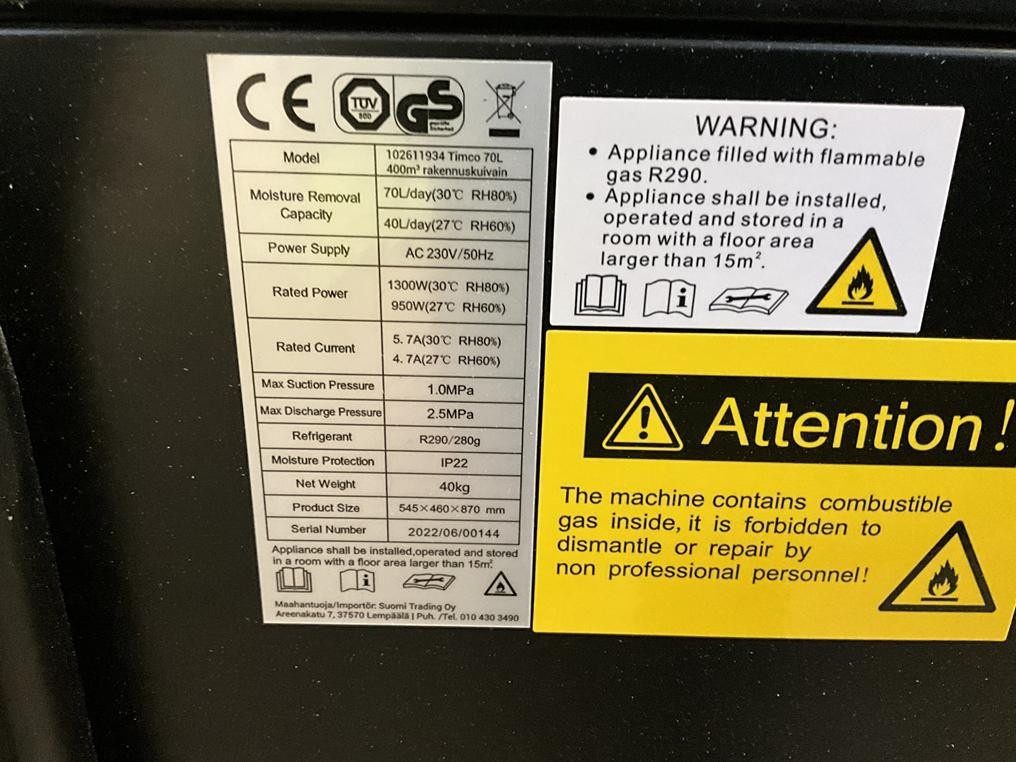 CE TÜV SÜD GS geprüfte Sicherheit
Model 102611934 Timco 70L
400m³ rakennuskuivain
Moisture Removal Capacity 70L/day(30℃ RH80%)
40L/day(27℃ RH60%)
Power Supply AC 230V/50Hz
Rated Power 1300W(30℃ RH80%)
950W(27℃ RH60%)
Rated Current 5.7A(30℃ RH80%)
4.7A(27℃ RH60%)
Max Suction Pressure 1.0MPa
Max Discharge Pressure 2.5MPa
Refrigerant R290/280g
Moisture Protection IP22
Net Weight 40kg
Product Size 545×460×870 mm
Serial Number 2022/06/00144
Appliance shall be installed,operated and stored
in a room with a floor area larger than 15m².
Maahantuoja/Importör: Suomi Trading Oy
Areenakatu 7, 37570 Lempäälä | Puh. /Tel. 010 430 3490
WARNING:
• Appliance filled with flammable
gas R290.
• Appliance shall be installed,
operated and stored in a
room with a floor area
larger than 15m².
Attention!
The machine contains combustible
gas inside, it is forbidden to
dismantle or repair by
non professional personnel!